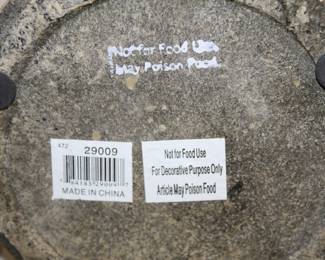 Not for Food Use
May Poison Food
472 29009
MADE IN CHINA
Not for Food Use
For Decorative Purpose Only
Article May Poison Food